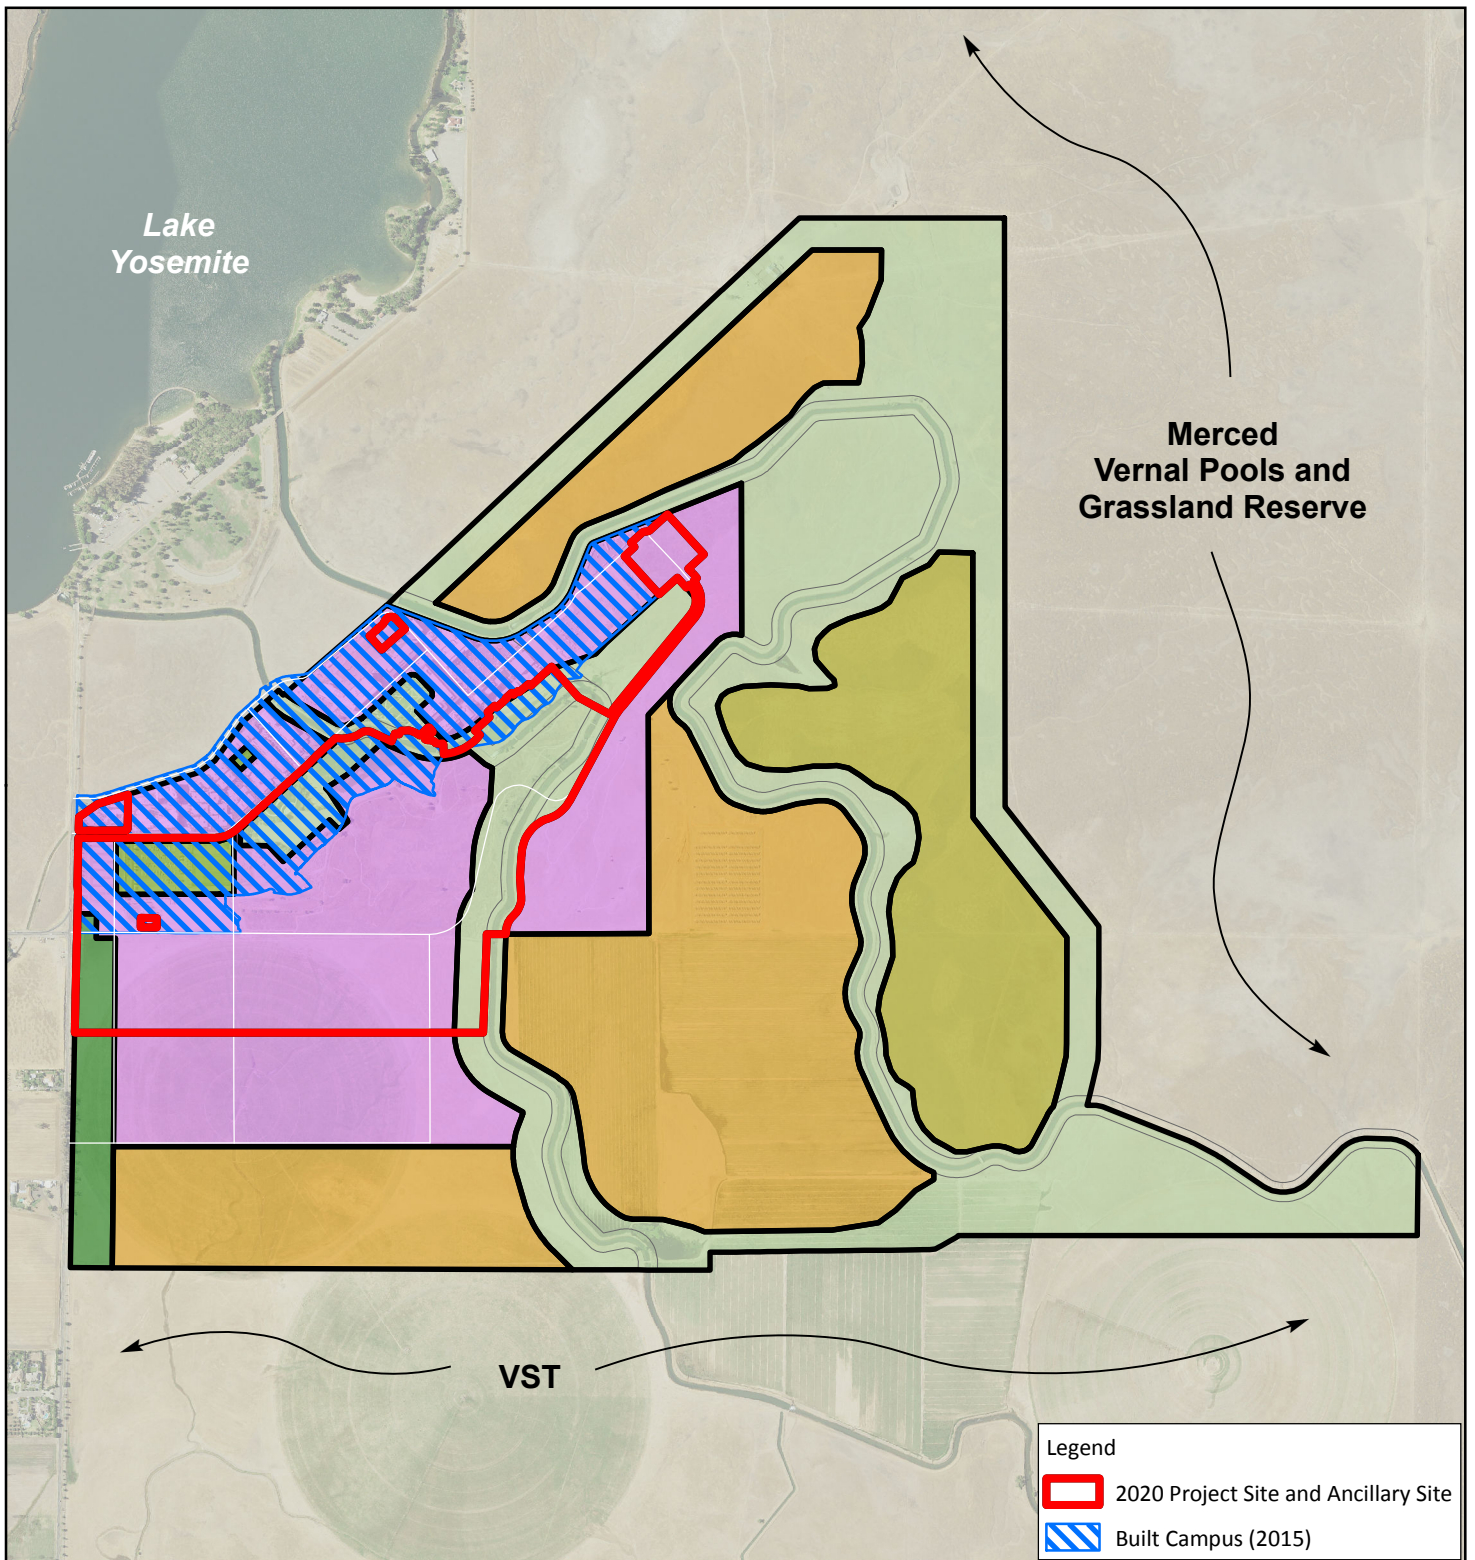 Lake
Yosemite
Merced
Vernal Pools and
Grassland Reserve
VST
Legend
2020 Project Site and Ancillary Site
Built Campus (2015)